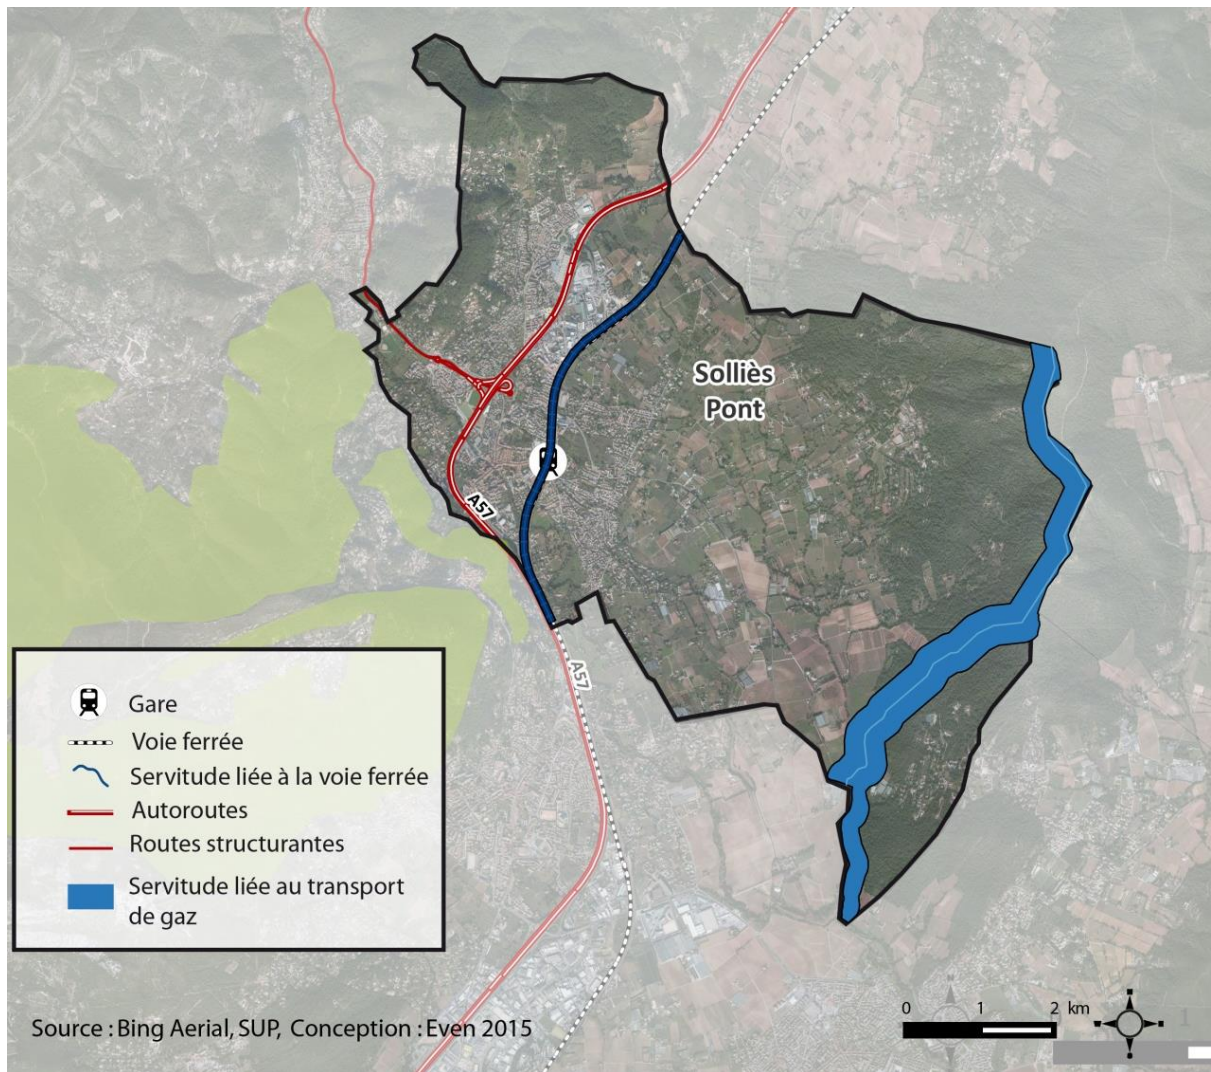 Solliès
Pont
A57
A57
Gare
Voie ferrée
Servitude liée à la voie ferrée
Autoroutes
Routes structurantes
Servitude liée au transport
de gaz
0 1 2 km
1
Source : Bing Aerial, SUP, Conception : Even 2015